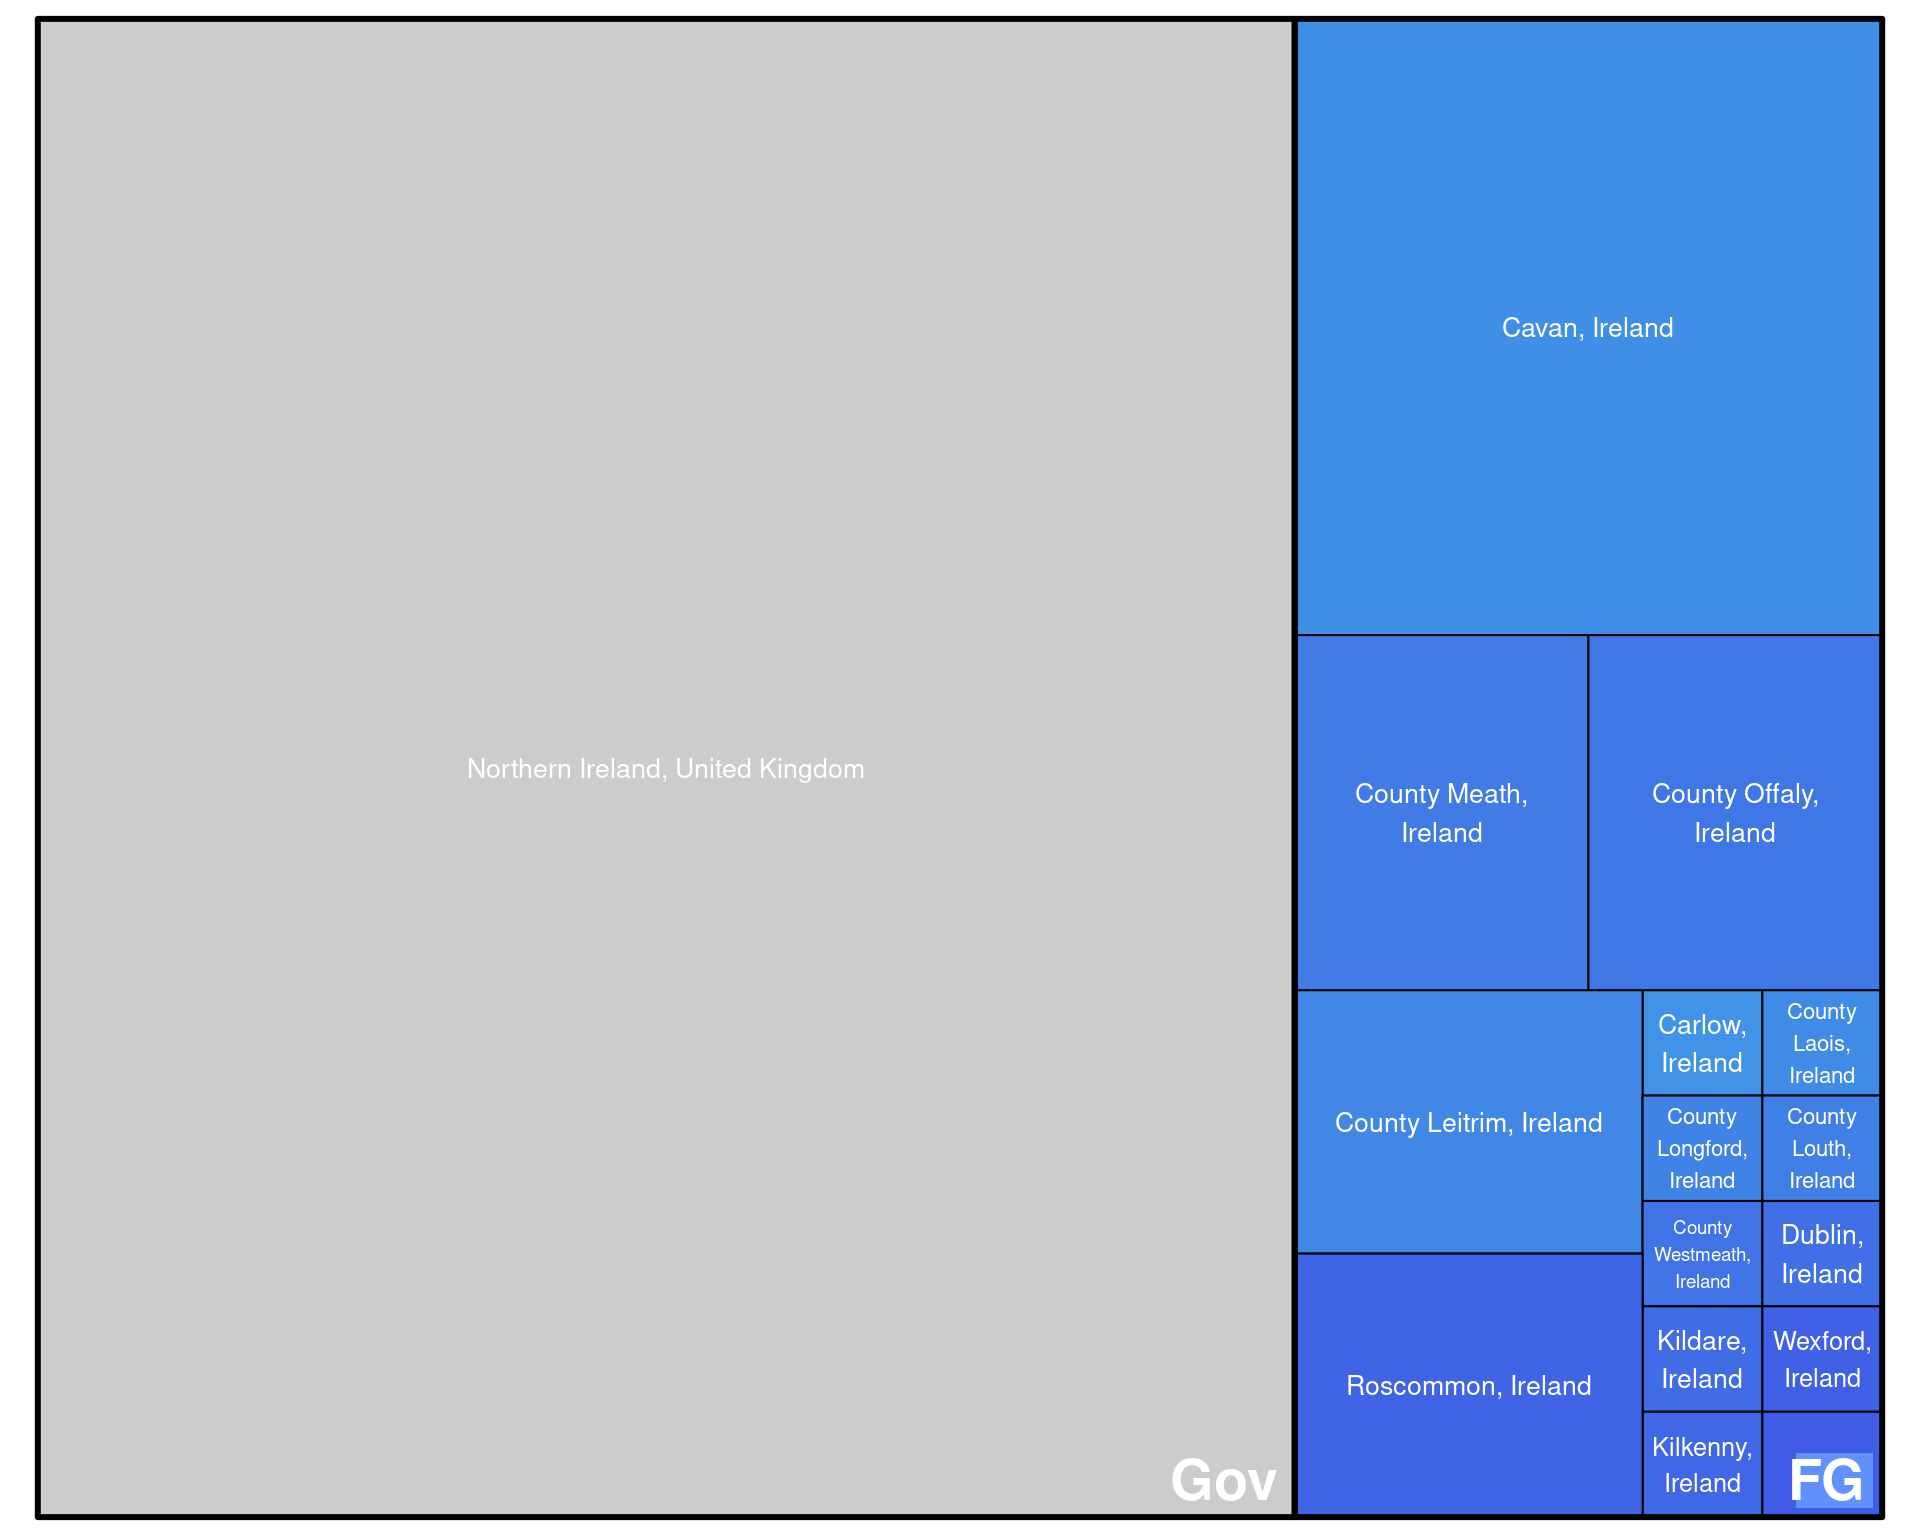 Northern Ireland, United Kingdom
Gov
Cavan, Ireland
County Meath,
Ireland
County Offaly,
Ireland
County Leitrim, Ireland
Roscommon, Ireland
Carlow,
Ireland
County
Laois,
Ireland
County
Longford,
Ireland
County
Louth,
Ireland
County
Westmeath,
Ireland
Dublin,
Ireland
Kildare,
Ireland
Wexford,
Ireland
Kilkenny,
Ireland
FG